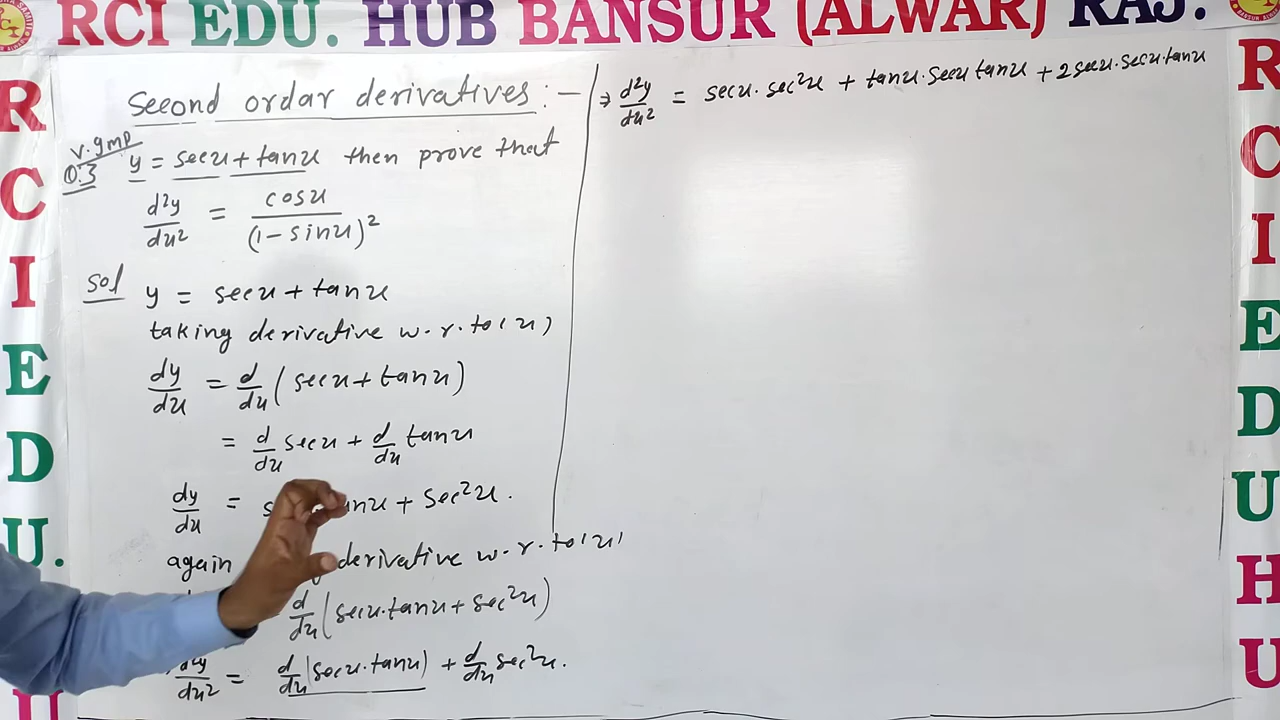 RCI EDU. HUB BANSUR (ALWAR) RAJ.
R
C
I
E
D
U.
Second ordar derivatives :-
v.gmp
Q.3 y = secx + tanx then prove that
d²y/dx² = cosx/(1 - sinx)²
sol y = secx + tanx
taking derivative w.r.to(x)
dy/dx = d/dx (secx + tanx)
= d/dx secx + d/dx tanx
dy/dx = s anx + sec²x.
again derivative w.r.to(x)
d/dx (secx.tanx + sec²x)
d²y/dx² = d/dx (secx.tanx) + d/dx sec²x.
⇒ d²y/dx² = secx.sec²x + tanx.secx tanx + 2secx.secx.tanx
R
C
I
E
D
U
H
U